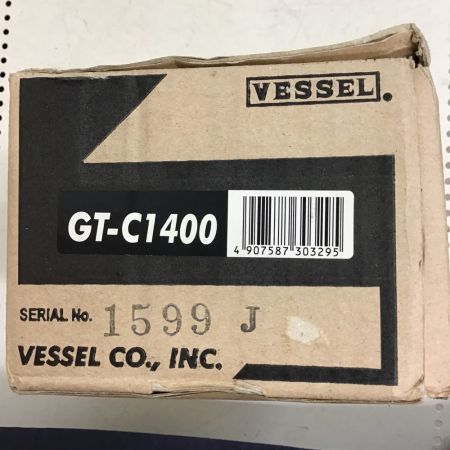 VESSEL.
GT-C1400
4 907587 303295
SERIAL No. 1599 J
VESSEL CO., INC.